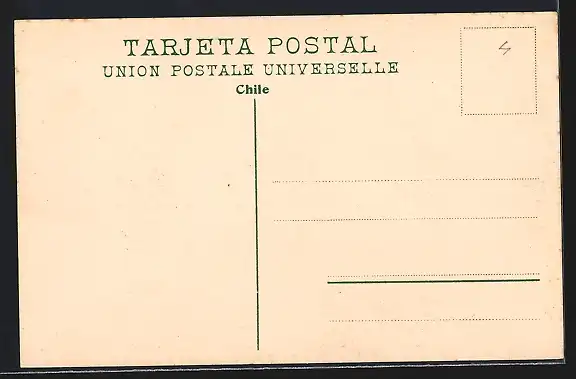 TARJETA POSTAL
UNION POSTALE UNIVERSELLE
Chile